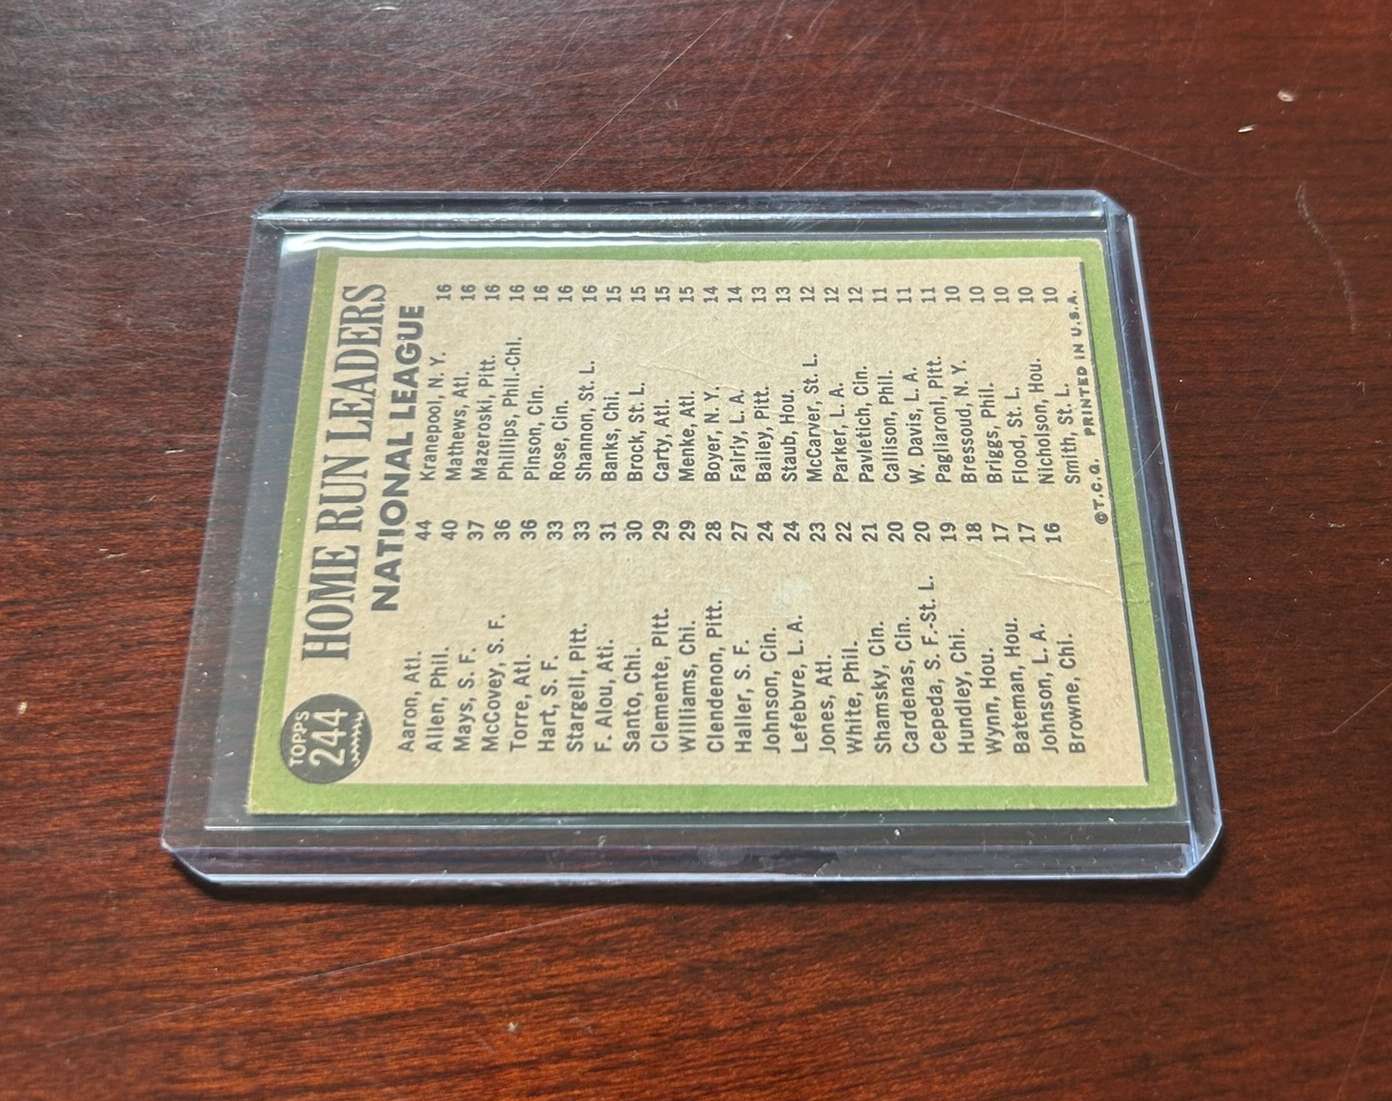 TOPPS
244
HOME RUN LEADERS
NATIONAL LEAGUE
Aaron, Atl. 44
Allen, Phil. 40
Mays, S. F. 37
McCovey, S. F. 36
Torre, Atl. 36
Hart, S. F. 33
Stargell, Pitt. 33
F. Alou, Atl. 31
Santo, Chi. 30
Clemente, Pitt. 29
Williams, Chi. 29
Clendenon, Pitt. 28
Haller, S. F. 27
Johnson, Cin. 24
Lefebvre, L. A. 24
Jones, Atl. 23
White, Phil. 22
Shamsky, Cin. 21
Cardenas, Cin. 20
Cepeda, S. F.-St. L. 20
Hundley, Chi. 19
Wynn, Hou. 18
Bateman, Hou. 17
Johnson, L. A. 17
Browne, Chi. 16
Kranepool, N. Y. 16
Mathews, Atl. 16
Mazeroski, Pitt. 16
Phillips, Phil.-Chi. 16
Pinson, Cin. 16
Rose, Cin. 16
Shannon, St. L. 16
Banks, Chi. 15
Brock, St. L. 15
Carty, Atl. 15
Menke, Atl. 15
Boyer, N. Y. 14
Fairly, L. A. 14
Bailey, Pitt. 13
Staub, Hou. 13
McCarver, St. L. 12
Parker, L. A. 12
Pavletich, Cin. 12
Callison, Phil. 11
W. Davis, L. A. 11
Pagliaroni, Pitt. 11
Bressoud, N. Y. 10
Briggs, Phil. 10
Flood, St. L. 10
Nicholson, Hou. 10
Smith, St. L. 10
©T.C.G. PRINTED IN U.S.A.